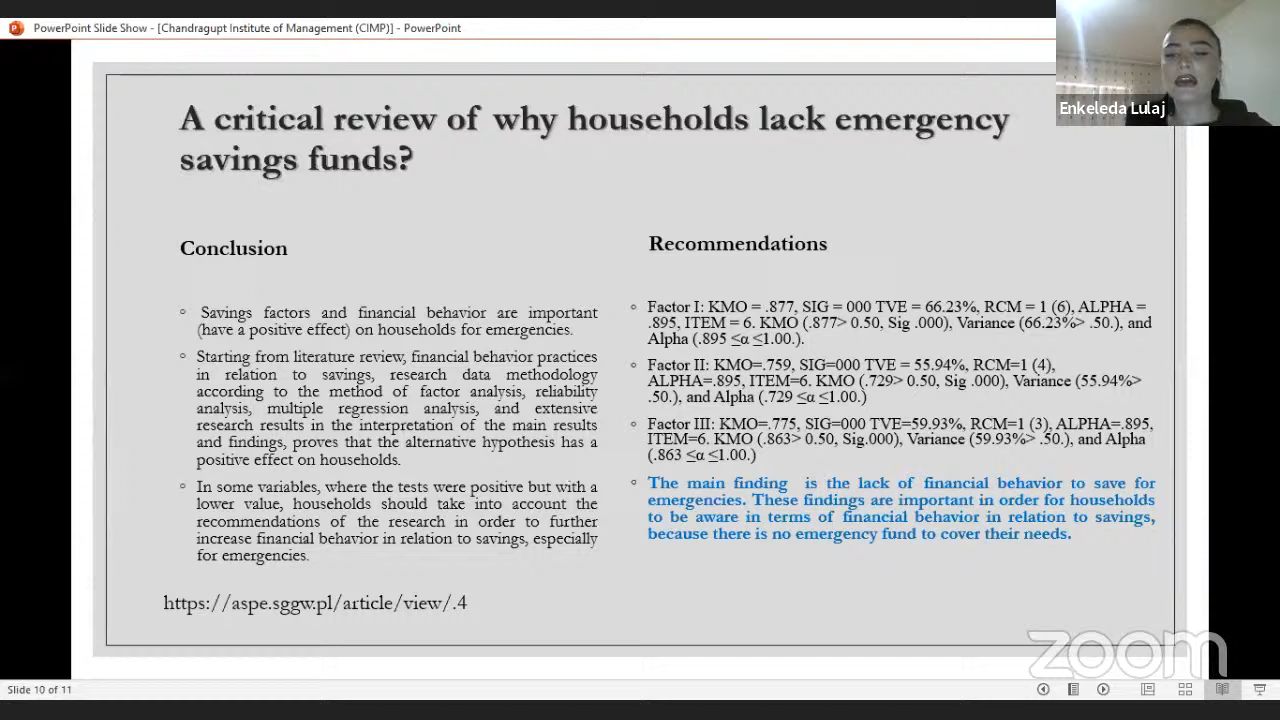 PowerPoint Slide Show - [Chandragupt Institute of Management (CIMP)] - PowerPoint
Enkeleda Lulaj
A critical review of why households lack emergency
savings funds?
Conclusion
Savings factors and financial behavior are important
(have a positive effect) on households for emergencies.
Starting from literature review, financial behavior practices
in relation to savings, research data methodology
according to the method of factor analysis, reliability
analysis, multiple regression analysis, and extensive
research results in the interpretation of the main results
and findings, proves that the alternative hypothesis has a
positive effect on households.
In some variables, where the tests were positive but with a
lower value, households should take into account the
recommendations of the research in order to further
increase financial behavior in relation to savings, especially
for emergencies.
https://aspe.sggw.pl/article/view/.4
Recommendations
Factor I: KMO = .877, SIG = 000 TVE = 66.23%, RCM = 1 (6), ALPHA =
.895, ITEM = 6. KMO (.877> 0.50, Sig .000), Variance (66.23%> .50.), and
Alpha (.895 ≤α ≤1.00.).
Factor II: KMO=.759, SIG=000 TVE = 55.94%, RCM=1 (4),
ALPHA=.895, ITEM=6. KMO (.729> 0.50, Sig .000), Variance (55.94%>
.50.), and Alpha (.729 ≤α ≤1.00.)
Factor III: KMO=.775, SIG=000 TVE=59.93%, RCM=1 (3), ALPHA=.895,
ITEM=6. KMO (.863> 0.50, Sig.000), Variance (59.93%> .50.), and Alpha
(.863 ≤α ≤1.00.)
The main finding is the lack of financial behavior to save for
emergencies. These findings are important in order for households
to be aware in terms of financial behavior in relation to savings,
because there is no emergency fund to cover their needs.
zoom
Slide 10 of 11